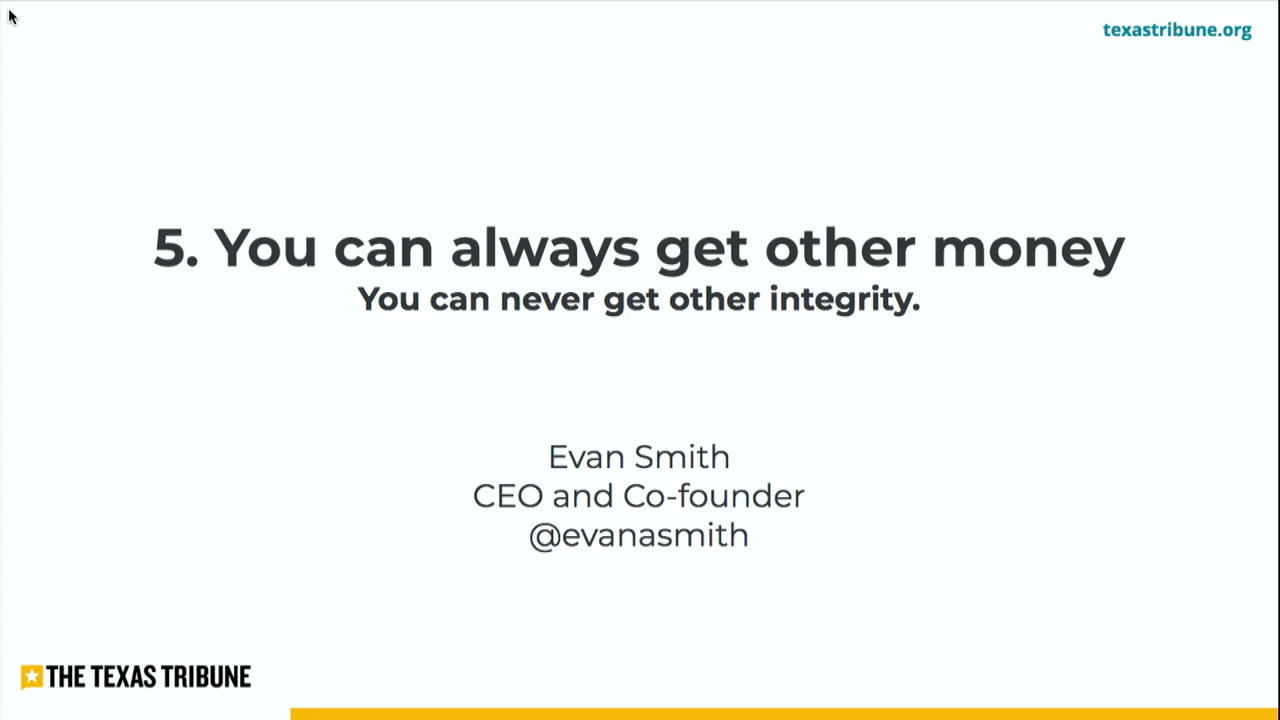 texastribune.org
5. You can always get other money
You can never get other integrity.
Evan Smith
CEO and Co-founder
@evanasmith
THE TEXAS TRIBUNE